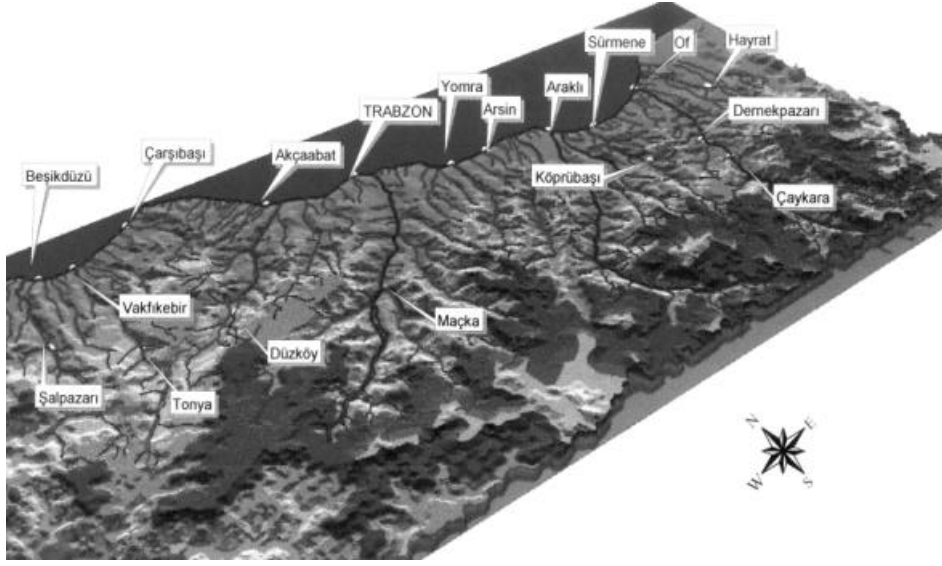 Sürmene
Of
Hayrat
Yomra
Araklı
TRABZON
Arsin
Dernekpazarı
Akçaabat
Çarşıbaşı
Beşikdüzü
Köprübaşı
Çaykara
Vakfıkebir
Maçka
Düzköy
Şalpazarı
Tonya
N
E
W
S